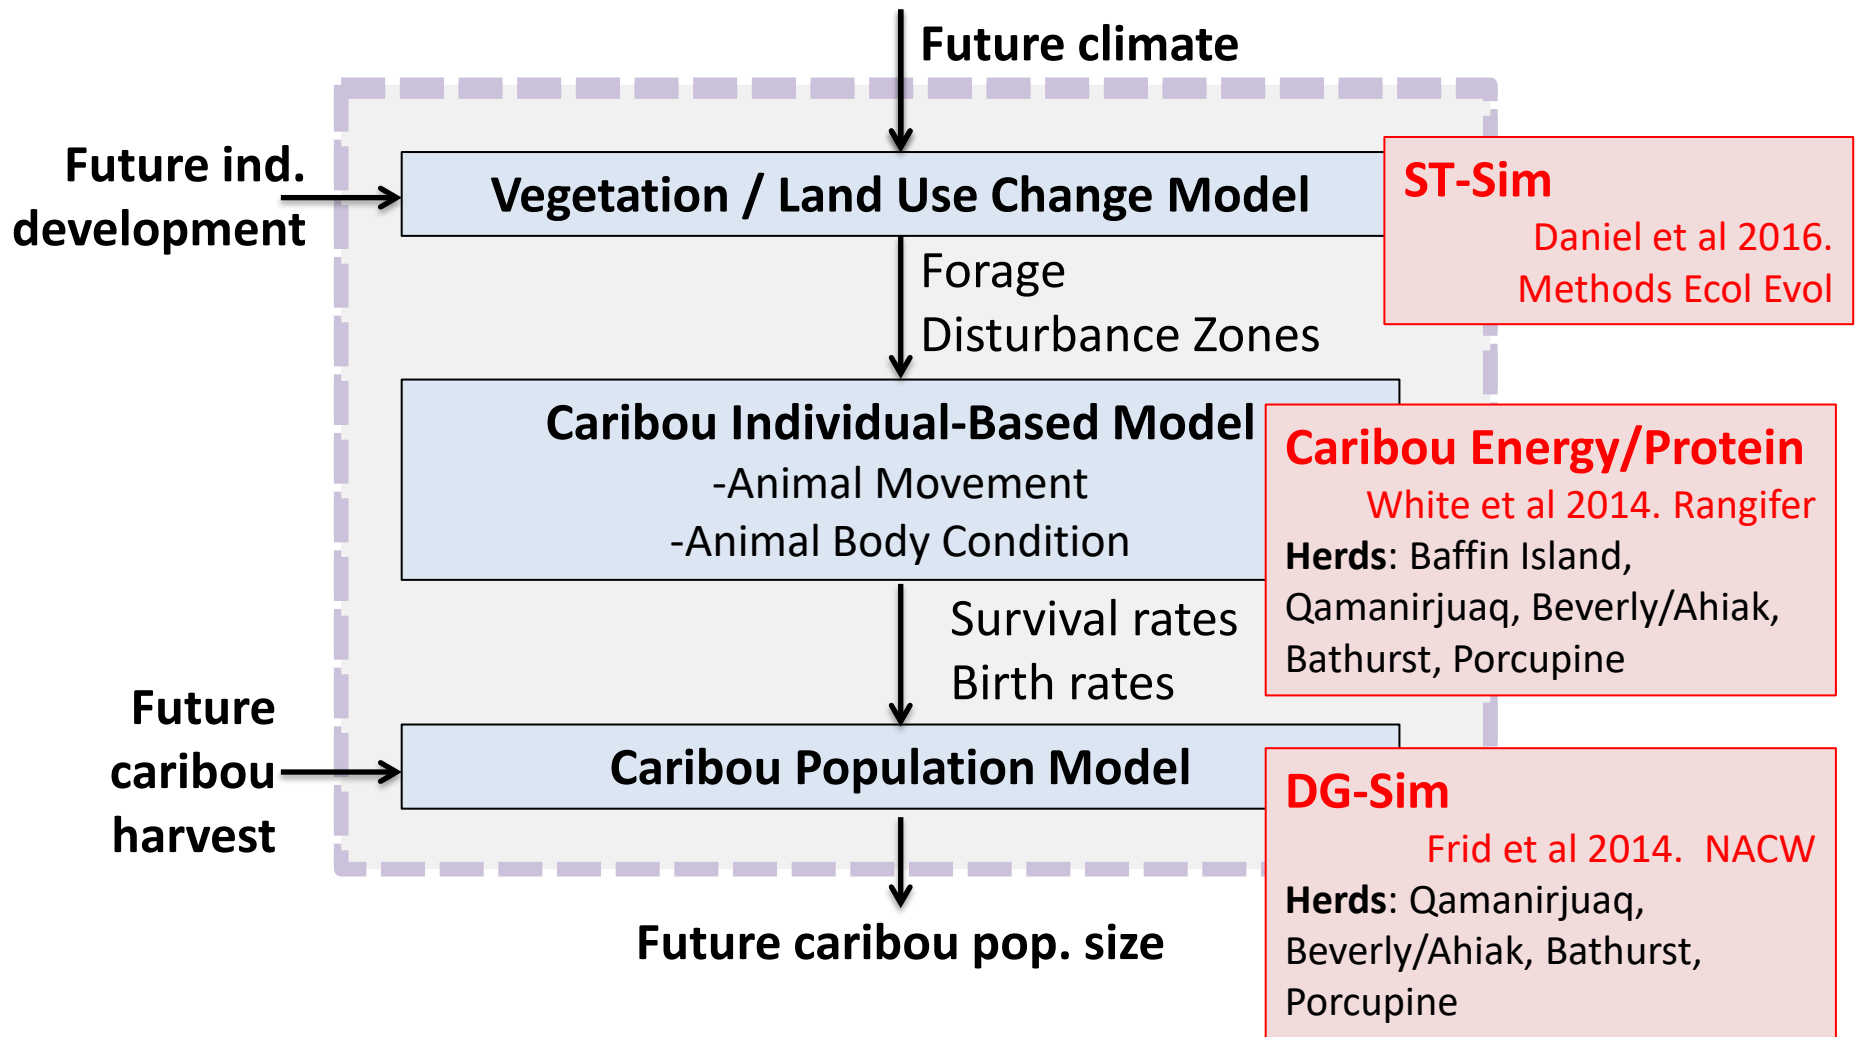 Future climate
Future ind.
development
Vegetation / Land Use Change Model
ST-Sim
Daniel et al 2016.
Methods Ecol Evol
Forage
Disturbance Zones
Caribou Individual-Based Model
-Animal Movement
-Animal Body Condition
Caribou Energy/Protein
White et al 2014. Rangifer
Herds: Baffin Island,
Qamanirjuaq, Beverly/Ahiak,
Bathurst, Porcupine
Survival rates
Birth rates
Future
caribou
harvest
Caribou Population Model
DG-Sim
Frid et al 2014.  NACW
Herds: Qamanirjuaq,
Beverly/Ahiak, Bathurst,
Porcupine
Future caribou pop. size